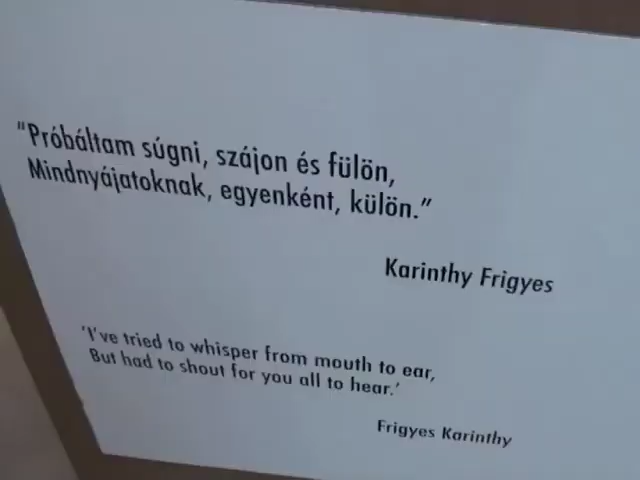 "Próbáltam súgni, szájon és fülön,
Mindnyájatoknak, egyenként, külön."
Karinthy Frigyes
'I've tried to whisper from mouth to ear,
But had to shout for you all to hear.'
Frigyes Karinthy